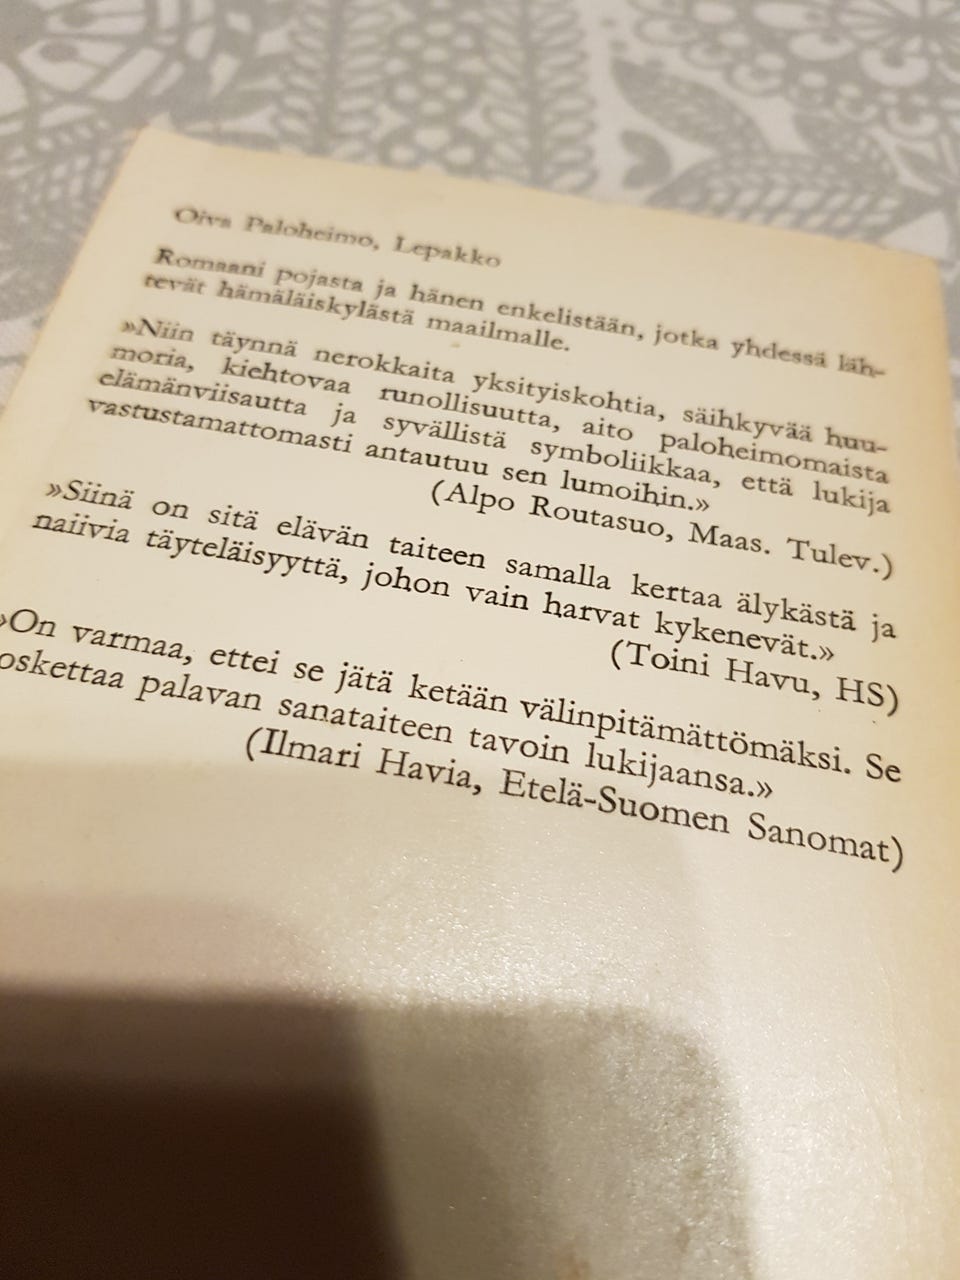 Oiva Paloheimo, Lepakko
Romaani pojasta ja hänen enkelistään, jotka yhdessä läh-
tevät hämäläiskylästä maailmalle.
»Niin täynnä nerokkaita yksityiskohtia, säihkyvää huu-
moria, kiehtovaa runollisuutta, aito paloheimomaista
elämänviisautta ja syvällistä symboliikkaa, että lukija
vastustamattomasti antautuu sen lumoihin.»
(Alpo Routasuo, Maas. Tulev.)
»Siinä on sitä elävän taiteen samalla kertaa älykästä ja
naiivia täyteläisyyttä, johon vain harvat kykenevät.»
(Toini Havu, HS)
»On varmaa, ettei se jätä ketään välinpitämättömäksi. Se
oskettaa palavan sanataiteen tavoin lukijaansa.»
(Ilmari Havia, Etelä-Suomen Sanomat)